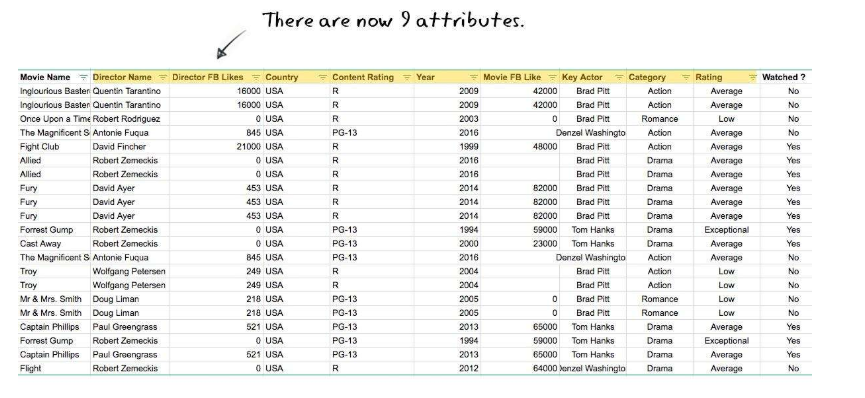 There are now 9 attributes.
Movie Name Director Name Director FB Likes Country Content Rating Year Movie FB Like Key Actor Category Rating Watched ?
Inglourious Baster Quentin Tarantino 16000 USA R 2009 42000 Brad Pitt Action Average No
Inglourious Baster Quentin Tarantino 16000 USA R 2009 42000 Brad Pitt Action Average No
Once Upon a Time Robert Rodriguez 0 USA R 2003 0 Brad Pitt Romance Low No
The Magnificent S Antonie Fuqua 845 USA PG-13 2016 Denzel Washingto Action Average No
Fight Club David Fincher 21000 USA R 1999 48000 Brad Pitt Action Average Yes
Allied Robert Zemeckis 0 USA R 2016 Brad Pitt Drama Average Yes
Allied Robert Zemeckis 0 USA R 2016 Brad Pitt Drama Average Yes
Fury David Ayer 453 USA R 2014 82000 Brad Pitt Drama Average Yes
Fury David Ayer 453 USA R 2014 82000 Brad Pitt Drama Average Yes
Fury David Ayer 453 USA R 2014 82000 Brad Pitt Drama Average Yes
Forrest Gump Robert Zemeckis 0 USA PG-13 1994 59000 Tom Hanks Drama Exceptional Yes
Cast Away Robert Zemeckis 0 USA PG-13 2000 23000 Tom Hanks Drama Average Yes
The Magnificent S Antonie Fuqua 845 USA PG-13 2016 Denzel Washingto Action Average No
Troy Wolfgang Petersen 249 USA R 2004 Brad Pitt Action Low No
Troy Wolfgang Petersen 249 USA R 2004 Brad Pitt Action Low No
Mr & Mrs. Smith Doug Liman 218 USA PG-13 2005 0 Brad Pitt Romance Low No
Mr & Mrs. Smith Doug Liman 218 USA PG-13 2005 0 Brad Pitt Romance Low No
Captain Phillips Paul Greengrass 521 USA PG-13 2013 65000 Tom Hanks Drama Average Yes
Forrest Gump Robert Zemeckis 0 USA PG-13 1994 59000 Tom Hanks Drama Exceptional Yes
Captain Phillips Paul Greengrass 521 USA PG-13 2013 65000 Tom Hanks Drama Average Yes
Flight Robert Zemeckis 0 USA R 2012 64000 Denzel Washingto Drama Average No